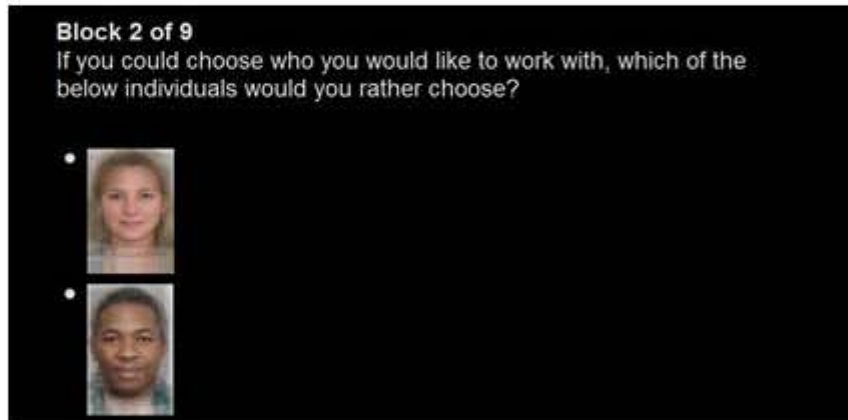 Block 2 of 9
If you could choose who you would like to work with, which of the
below individuals would you rather choose?